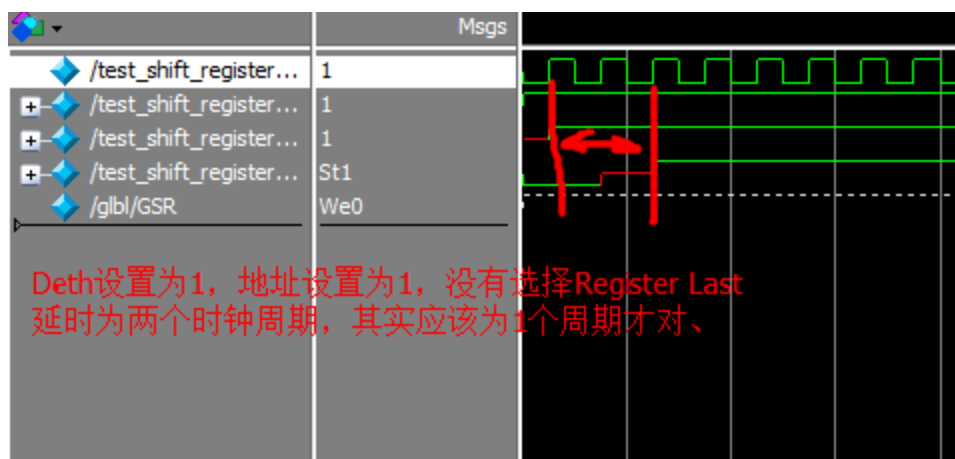 Msgs
/test_shift_register... 1
/test_shift_register... 1
/test_shift_register... 1
/test_shift_register... St1
/glbl/GSR We0
Deth设置为1，地址设置为1，没有选择Register Last
延时为两个时钟周期，其实应该为1个周期才对、